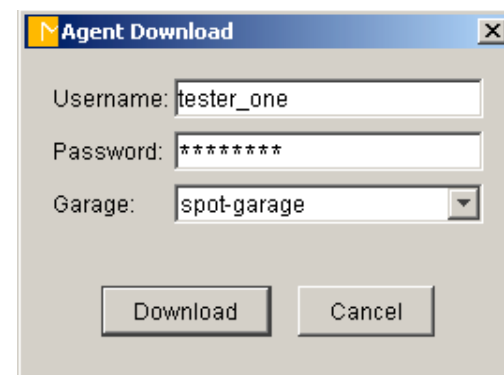 Agent Download
Username: tester_one
Password: ********
Garage: spot-garage
Download Cancel